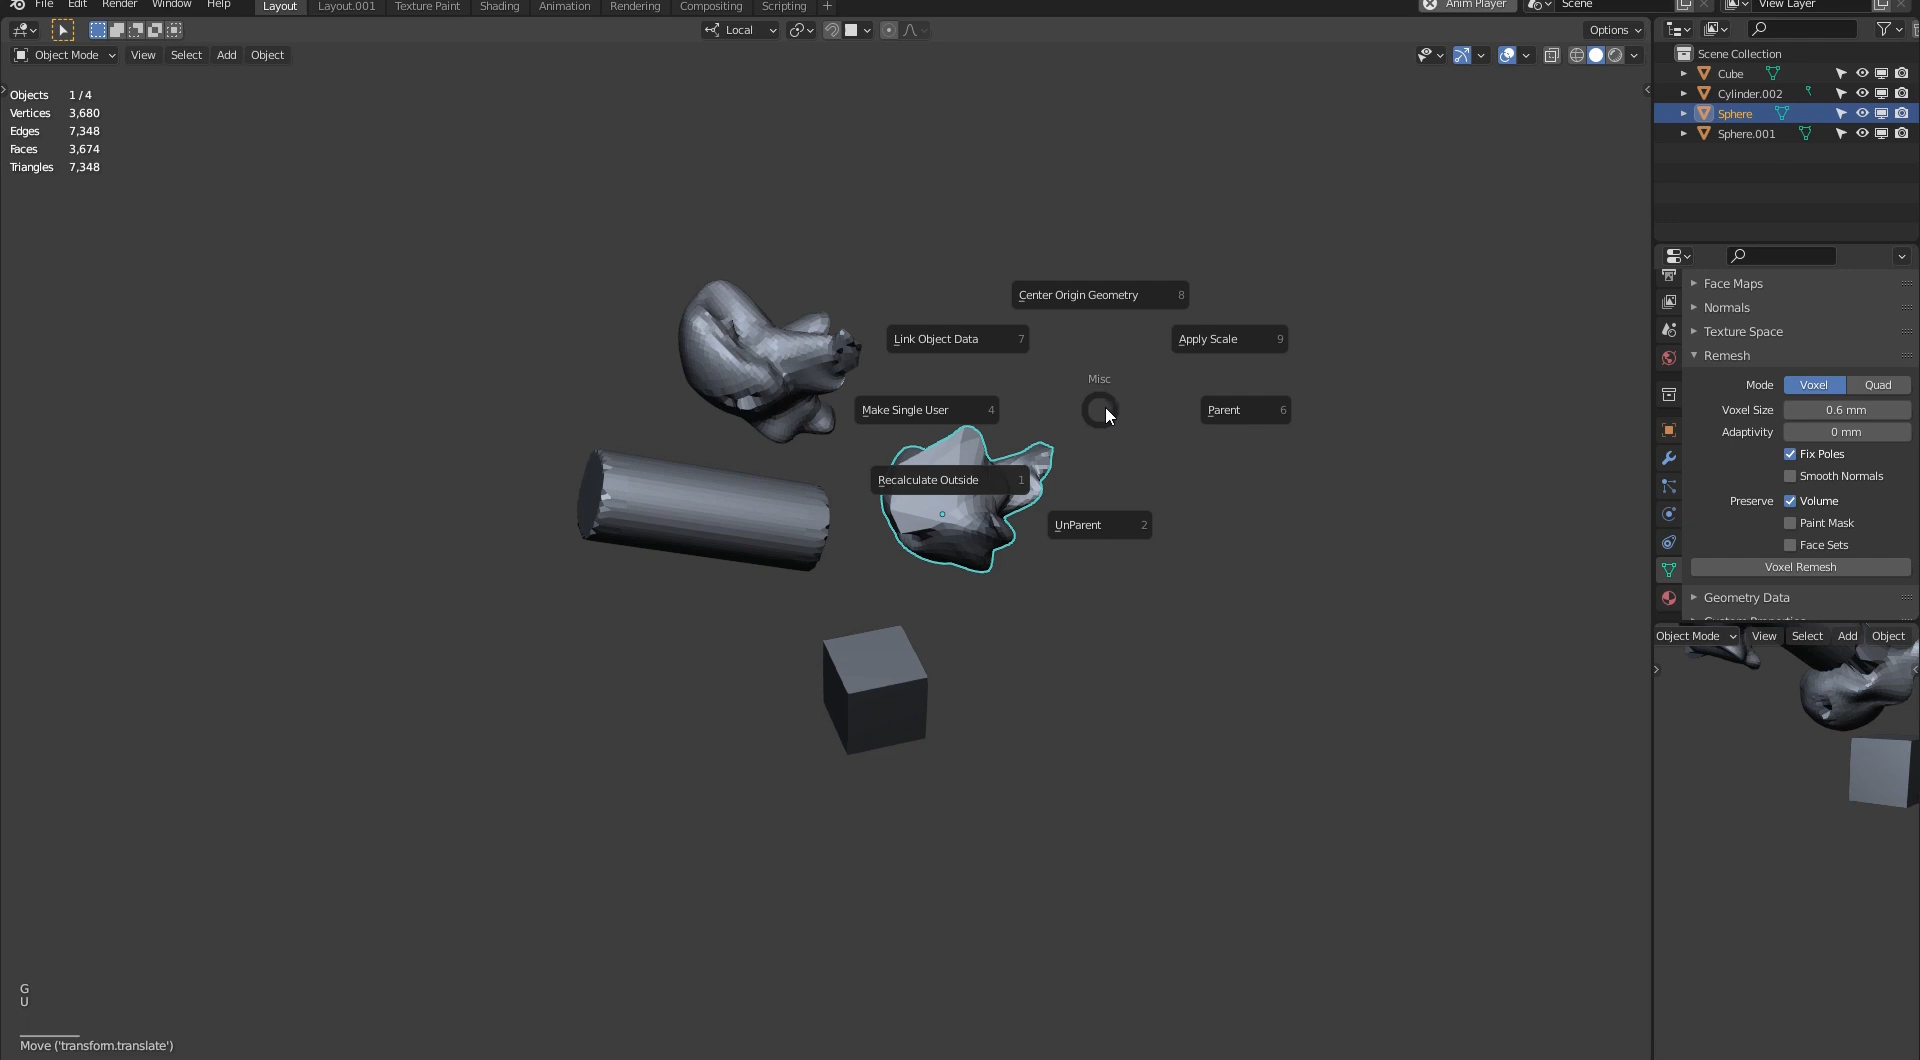 File Edit Render Window Help Layout Layout.001 Texture Paint Shading Animation Rendering Compositing Scripting + Anim Player Scene View Layer
Local Options
Object Mode View Select Add Object
Objects 1 / 4
Vertices 3,680
Edges 7,348
Faces 3,674
Triangles 7,348
Center Origin Geometry 8
Link Object Data 7
Apply Scale 9
Misc
Make Single User 4
Parent 6
Recalculate Outside 1
UnParent 2
G
U
Move ('transform.translate')
Scene Collection
Cube
Cylinder.002
Sphere
Sphere.001
Face Maps
Normals
Texture Space
Remesh
Mode Voxel Quad
Voxel Size 0.6 mm
Adaptivity 0 mm
Fix Poles
Smooth Normals
Preserve Volume
Paint Mask
Face Sets
Voxel Remesh
Geometry Data
Object Mode View Select Add Object